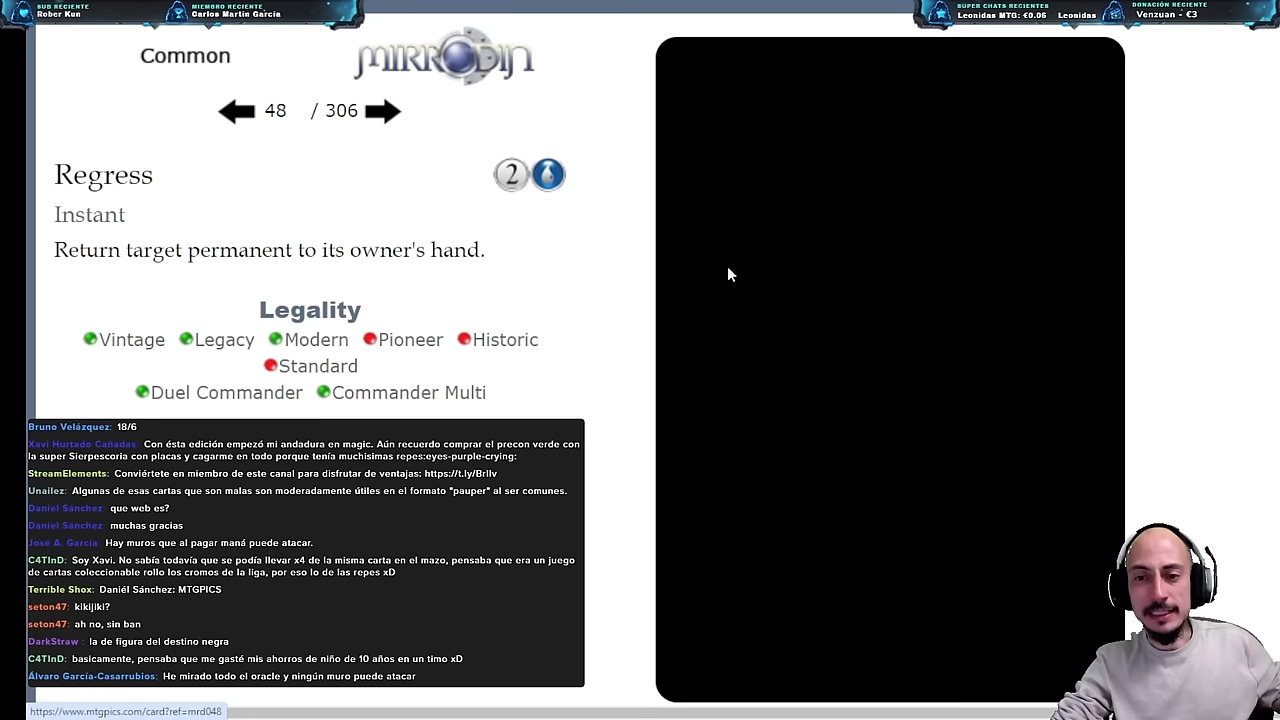 SUB RECIENTE
Rober Kun
MIEMBRO RECIENTE
Carlos Martin Garcia
SUPER CHATS RECIENTES
Leonidas MTG: €0.06 Leonidas
DONACIÓN RECIENTE
Venzuan - €3
Common
MIRRODIN
48 / 306
Regress
2
Instant
Return target permanent to its owner's hand.
Legality
Vintage Legacy Modern Pioneer Historic
Standard
Duel Commander Commander Multi
Bruno Velázquez: 18/6
Xavi Hurtado Cañadas: Con ésta edición empezó mi andadura en magic. Aún recuerdo comprar el precon verde con
la super Sierpescoria con placas y cagarme en todo porque tenía muchisimas repes:eyes-purple-crying:
StreamElements: Conviértete en miembro de este canal para disfrutar de ventajas: https://t.ly/BrIIv
Unailez: Algunas de esas cartas que son malas son moderadamente útiles en el formato "pauper" al ser comunes.
Daniel Sánchez: que web es?
Daniel Sánchez: muchas gracias
José A. García: Hay muros que al pagar maná puede atacar.
C4TInD: Soy Xavi. No sabía todavía que se podía llevar x4 de la misma carta en el mazo, pensaba que era un juego
de cartas coleccionable rollo los cromos de la liga, por eso lo de las repes xD
Terrible Shox: Daniél Sánchez: MTGPICS
seton47: kikijiki?
seton47: ah no, sin ban
DarkStraw : la de figura del destino negra
C4TInD: basicamente, pensaba que me gasté mis ahorros de niño de 10 años en un timo xD
Álvaro García-Casarrubios: He mirado todo el oracle y ningún muro puede atacar
https://www.mtgpics.com/card?ref=mrd048